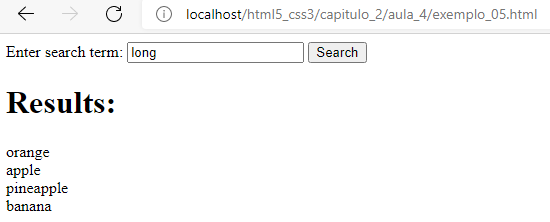 localhost/html5_css3/capitulo_2/aula_4/exemplo_05.html
Enter search term: long Search
Results:
orange
apple
pineapple
banana